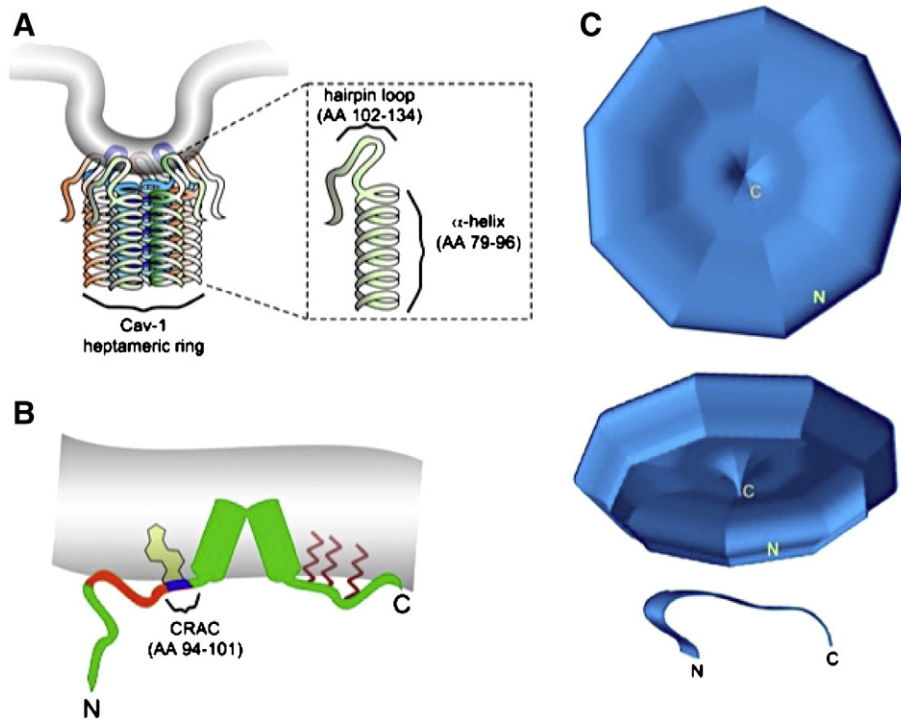 A
hairpin loop
(AA 102-134)
α-helix
(AA 79-96)
Cav-1
heptameric ring
B
CRAC
(AA 94-101)
N
C
C
C
N
C
N
N
C